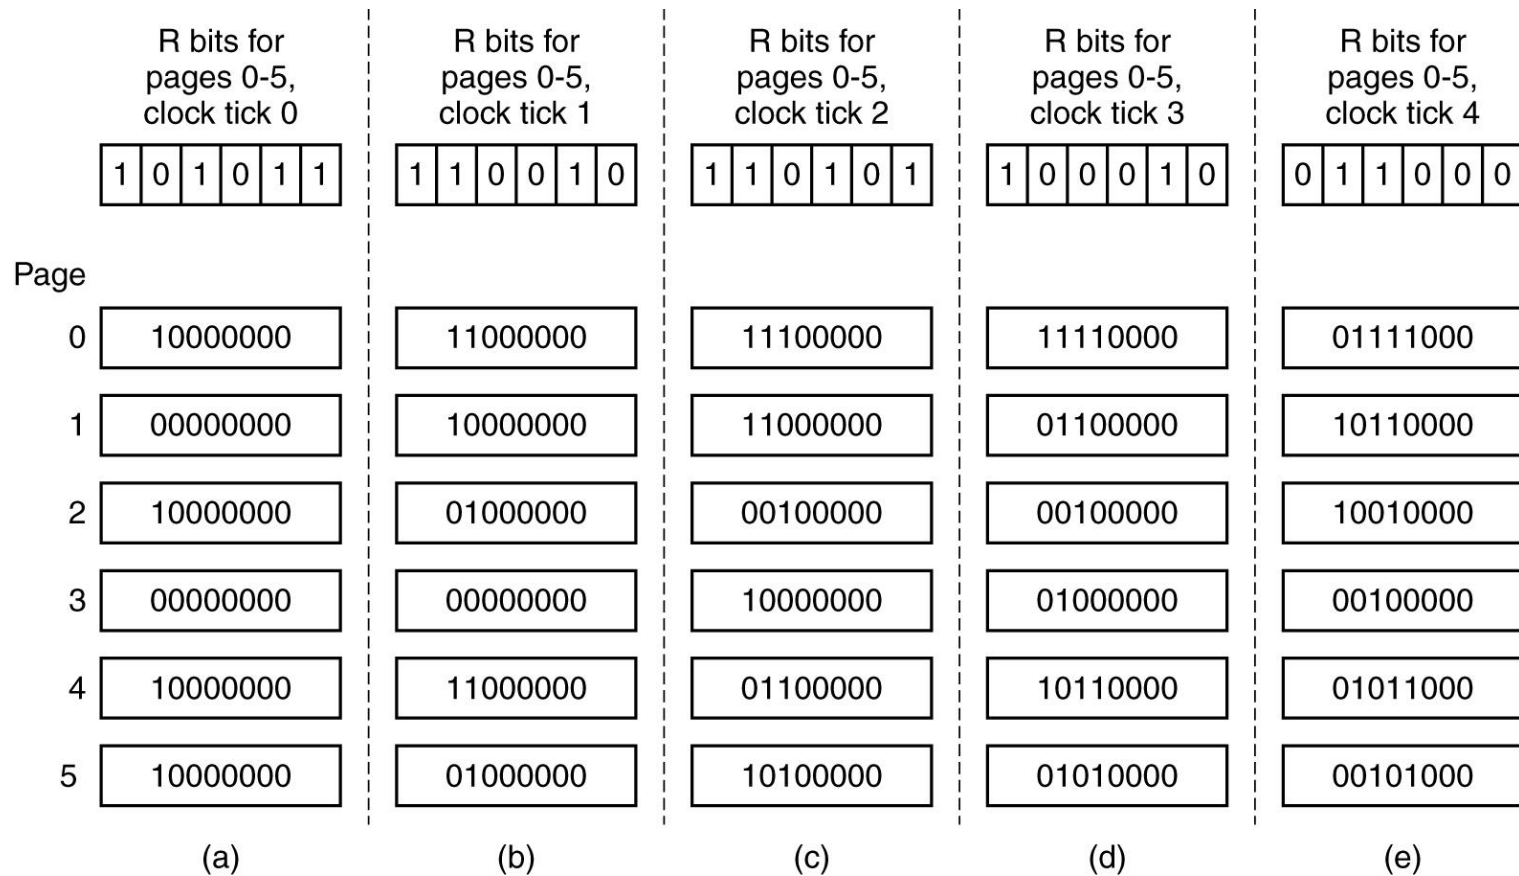 R bits for pages 0-5, clock tick 0
R bits for pages 0-5, clock tick 1
R bits for pages 0-5, clock tick 2
R bits for pages 0-5, clock tick 3
R bits for pages 0-5, clock tick 4
1 0 1 0 1 1
1 1 0 0 1 0
1 1 0 1 0 1
1 0 0 0 1 0
0 1 1 0 0 0
Page
0 10000000 11000000 11100000 11110000 01111000
1 00000000 10000000 11000000 01100000 10110000
2 10000000 01000000 00100000 00100000 10010000
3 00000000 00000000 10000000 01000000 00100000
4 10000000 11000000 01100000 10110000 01011000
5 10000000 01000000 10100000 01010000 00101000
(a) (b) (c) (d) (e)